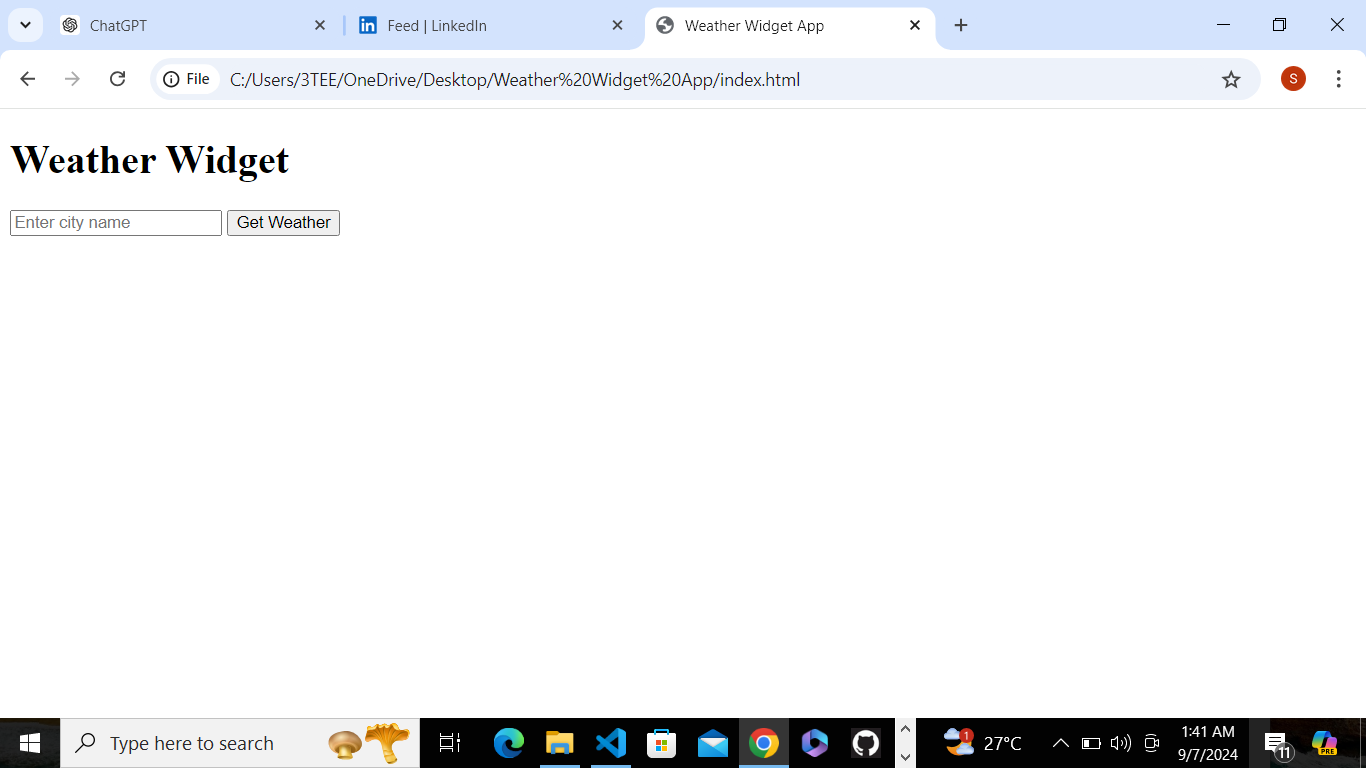 ChatGPT
Feed | LinkedIn
Weather Widget App
File
C:/Users/3TEE/OneDrive/Desktop/Weather%20Widget%20App/index.html
S
Weather Widget
Enter city name
Get Weather
Type here to search
1
27°C
1:41 AM
9/7/2024
11
PRE